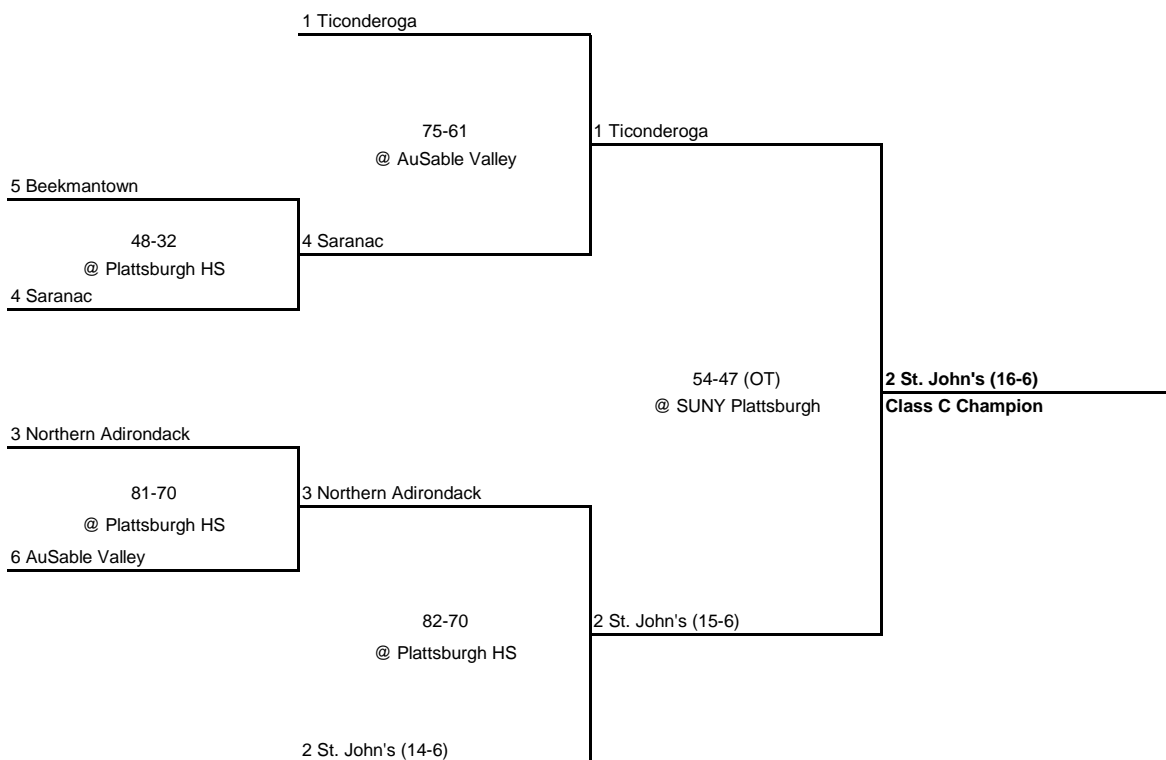 1 Ticonderoga
75-61
@ AuSable Valley
1 Ticonderoga
5 Beekmantown
48-32
@ Plattsburgh HS
4 Saranac
4 Saranac
54-47 (OT)
@ SUNY Plattsburgh
2 St. John's (16-6)
Class C Champion
3 Northern Adirondack
81-70
@ Plattsburgh HS
3 Northern Adirondack
6 AuSable Valley
82-70
@ Plattsburgh HS
2 St. John's (15-6)
2 St. John's (14-6)